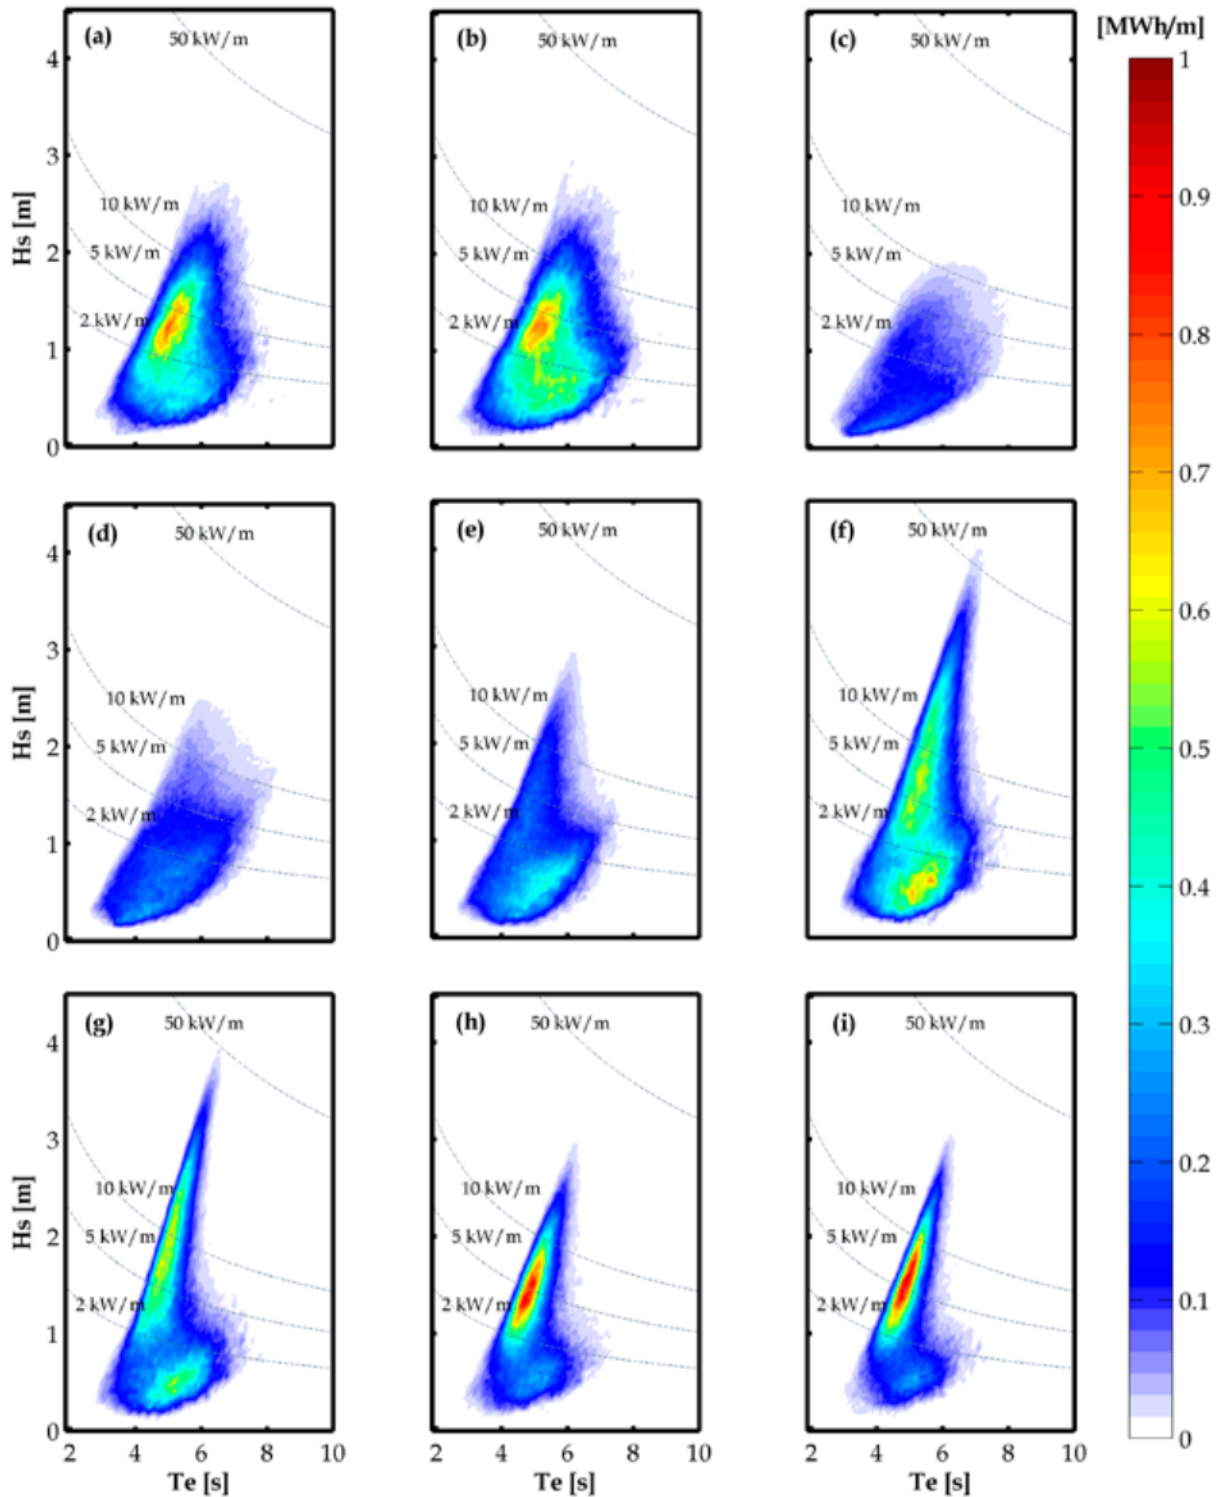 (a) 50 kW/m (b) 50 kW/m (c) 50 kW/m [MWh/m]
4 1
3
10 kW/m 10 kW/m 10 kW/m 0.9
Hs [m]
2 5 kW/m 5 kW/m 5 kW/m
2 kW/m 2 kW/m 2 kW/m 0.8
1
0.7
0
(d) 50 kW/m (e) 50 kW/m (f) 50 kW/m
4
0.6
3
10 kW/m 10 kW/m 10 kW/m
Hs [m]
2 5 kW/m 5 kW/m 5 kW/m 0.5
2 kW/m 2 kW/m 2 kW/m
1
0.4
0
(g) 50 kW/m (h) 50 kW/m (i) 50 kW/m 0.3
4
3
10 kW/m 10 kW/m 10 kW/m 0.2
Hs [m]
2 5 kW/m 5 kW/m 5 kW/m
2 kW/m 2 kW/m 2 kW/m 0.1
1
0 0
2 4 6 8 10 2 4 6 8 10 2 4 6 8 10
Te [s] Te [s] Te [s]